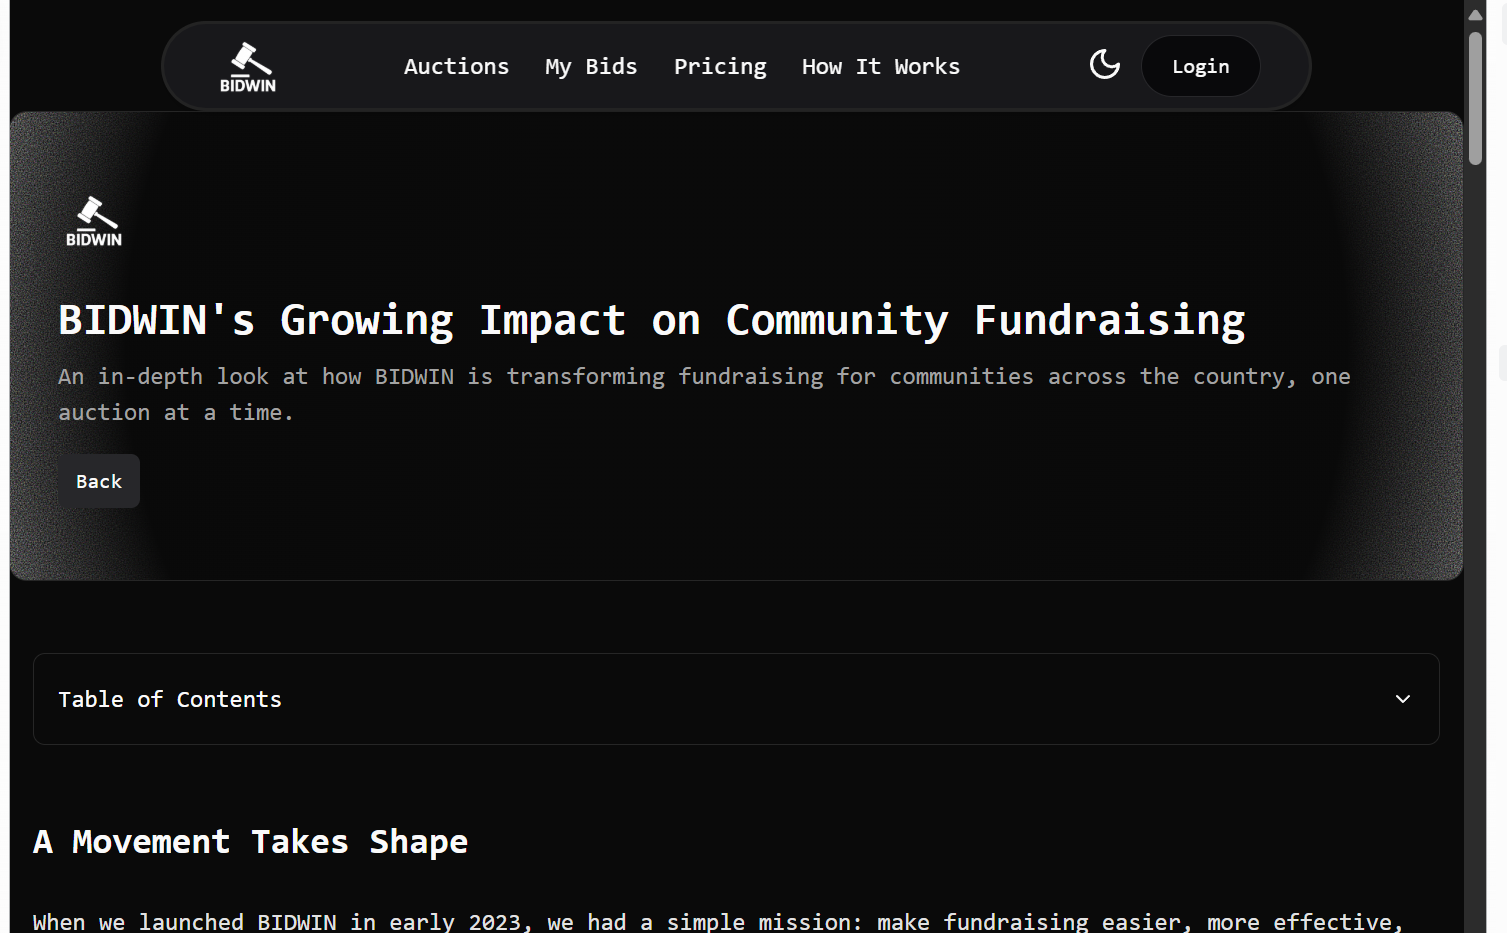 BIDWIN
Auctions My Bids Pricing How It Works
Login
BIDWIN
BIDWIN's Growing Impact on Community Fundraising
An in-depth look at how BIDWIN is transforming fundraising for communities across the country, one
auction at a time.
Back
Table of Contents
A Movement Takes Shape
When we launched BIDWIN in early 2023, we had a simple mission: make fundraising easier, more effective,